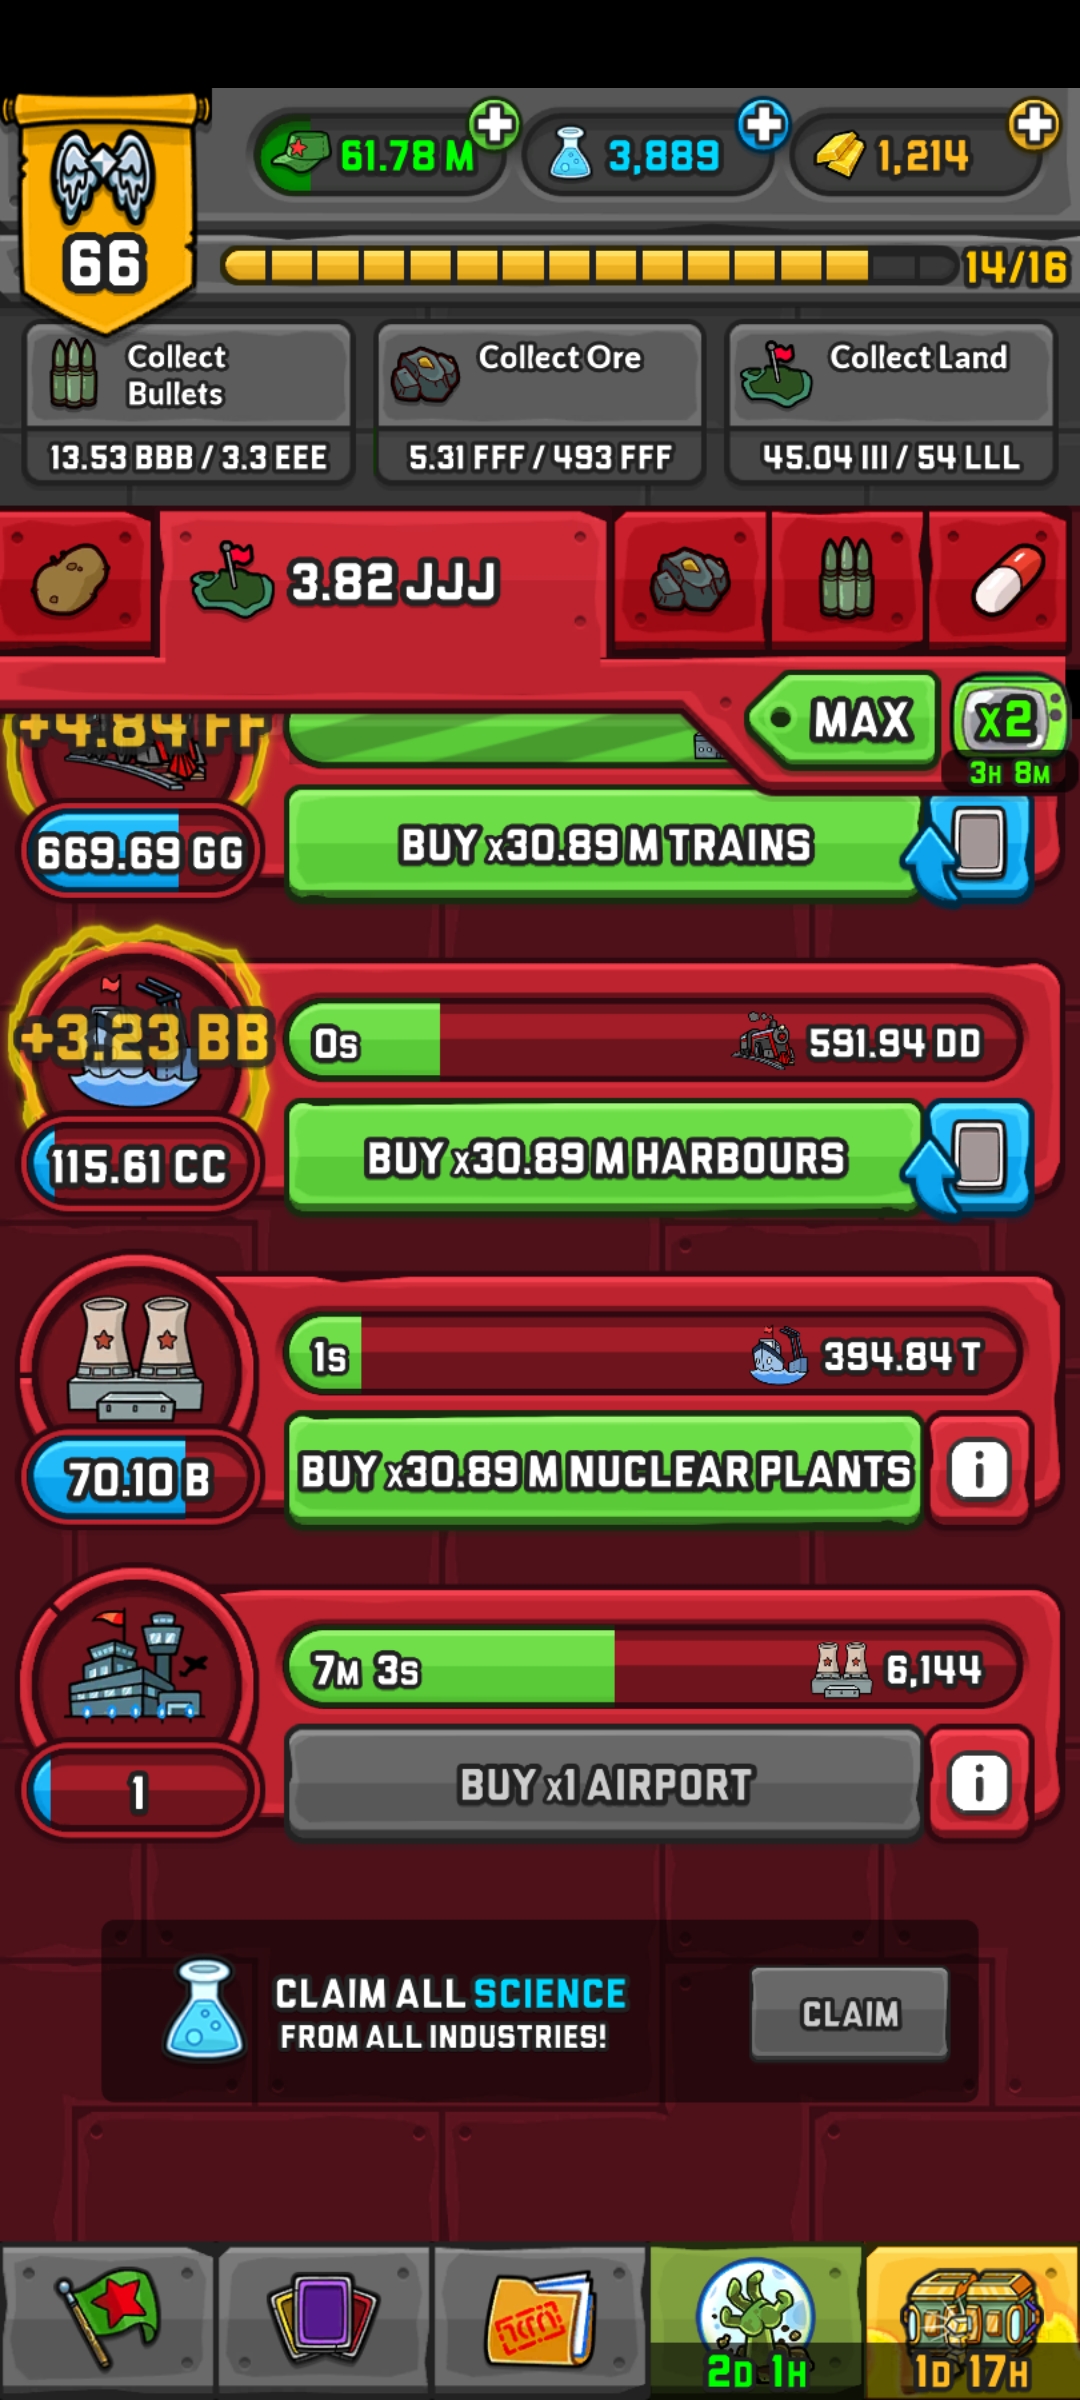 61.78 M
3,889
1,214
66
14/16
Collect
Bullets
13.53 BBB / 3.3 EEE
Collect Ore
5.31 FFF / 493 FFF
Collect Land
45.04 III / 54 LLL
3.82 JJJ
MAX
x2
3H 8M
+4.84 FF
669.69 GG
BUY x30.89 M TRAINS
+3.23 BB
0s
591.94 DD
115.61 CC
BUY x30.89 M HARBOURS
1s
394.84 T
70.10 B
BUY x30.89 M NUCLEAR PLANTS
i
7M 3s
6,144
1
BUY x1 AIRPORT
i
CLAIM ALL SCIENCE
FROM ALL INDUSTRIES!
CLAIM
2D 1H
1D 17H